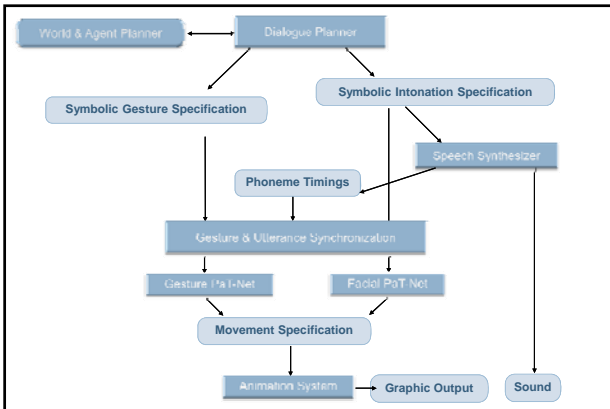 World & Agent Planner
Dialogue Planner
Symbolic Gesture Specification
Symbolic Intonation Specification
Speech Synthesizer
Phoneme Timings
Gesture & Utterance Synchronization
Gesture PaT-Net
Facial PaT-Net
Movement Specification
Animation System
Graphic Output
Sound